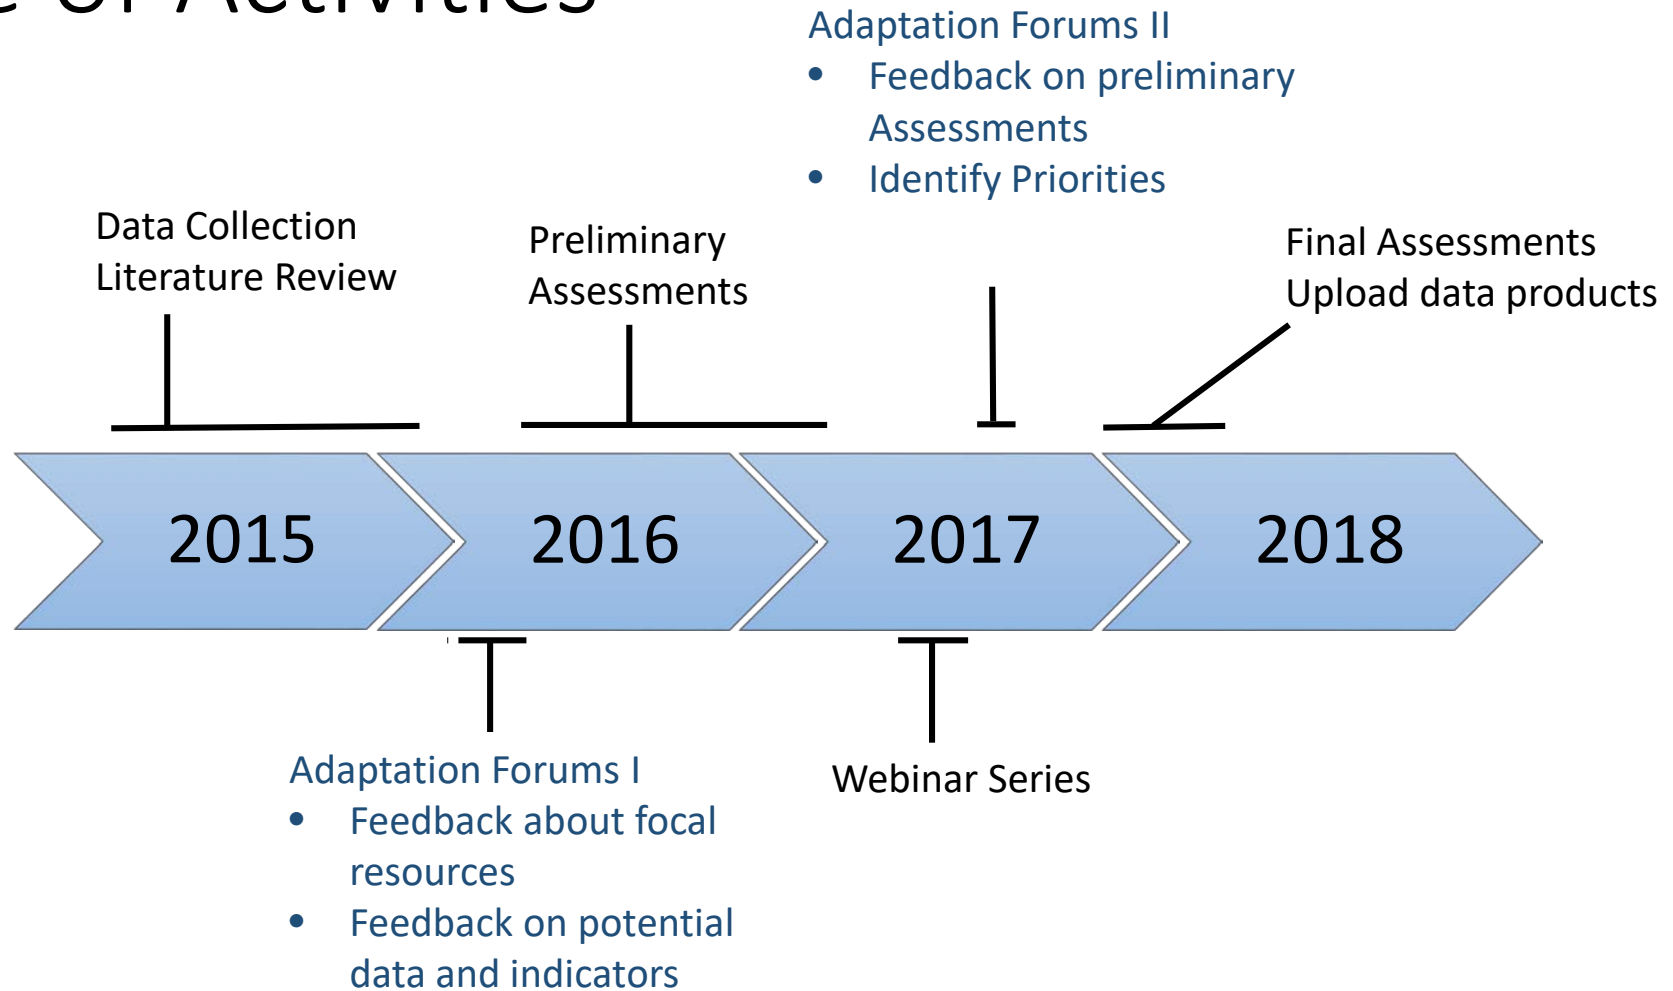 e of Activities
Adaptation Forums II
• Feedback on preliminary
Assessments
• Identify Priorities
Data Collection
Literature Review
Preliminary
Assessments
Final Assessments
Upload data products
2015
2016
2017
2018
Adaptation Forums I
• Feedback about focal
resources
• Feedback on potential
data and indicators
Webinar Series